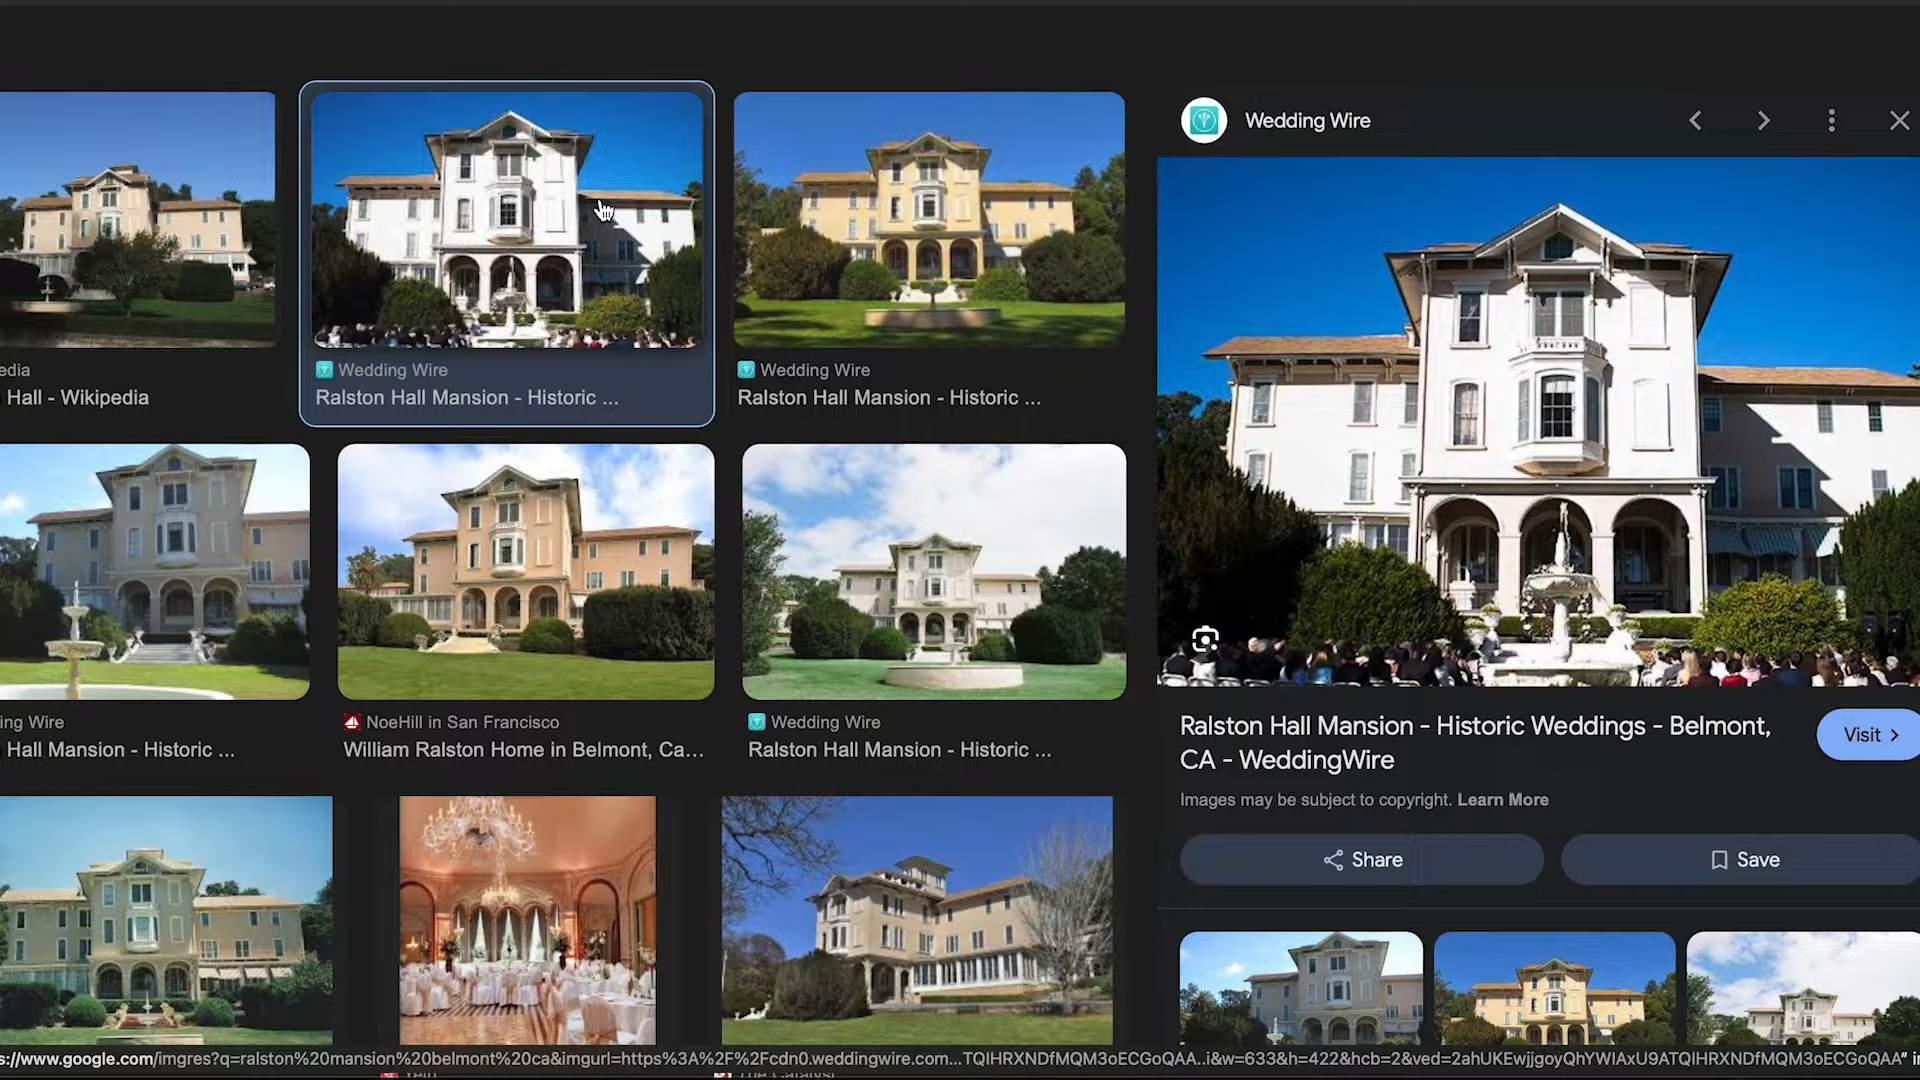 Wedding Wire
edia
Hall - Wikipedia
Wedding Wire
Ralston Hall Mansion - Historic ...
Wedding Wire
Ralston Hall Mansion - Historic ...
ing Wire
Hall Mansion - Historic ...
NoeHill in San Francisco
William Ralston Home in Belmont, Ca...
Wedding Wire
Ralston Hall Mansion - Historic ...
Ralston Hall Mansion - Historic Weddings - Belmont,
CA - WeddingWire
Visit
Images may be subject to copyright. Learn More
Share
Save
s://www.google.com/imgres?q=ralston%20mansion%20belmont%20ca&imgurl=https%3A%2F%2Fcdn0.weddingwire.com...TQIHRXNDfMQM3oECGoQAA..i&w=633&h=422&hcb=2&ved=2ahUKEwjjgoyQhYWIAxU9ATQIHRXNDfMQM3oECGoQAA" i